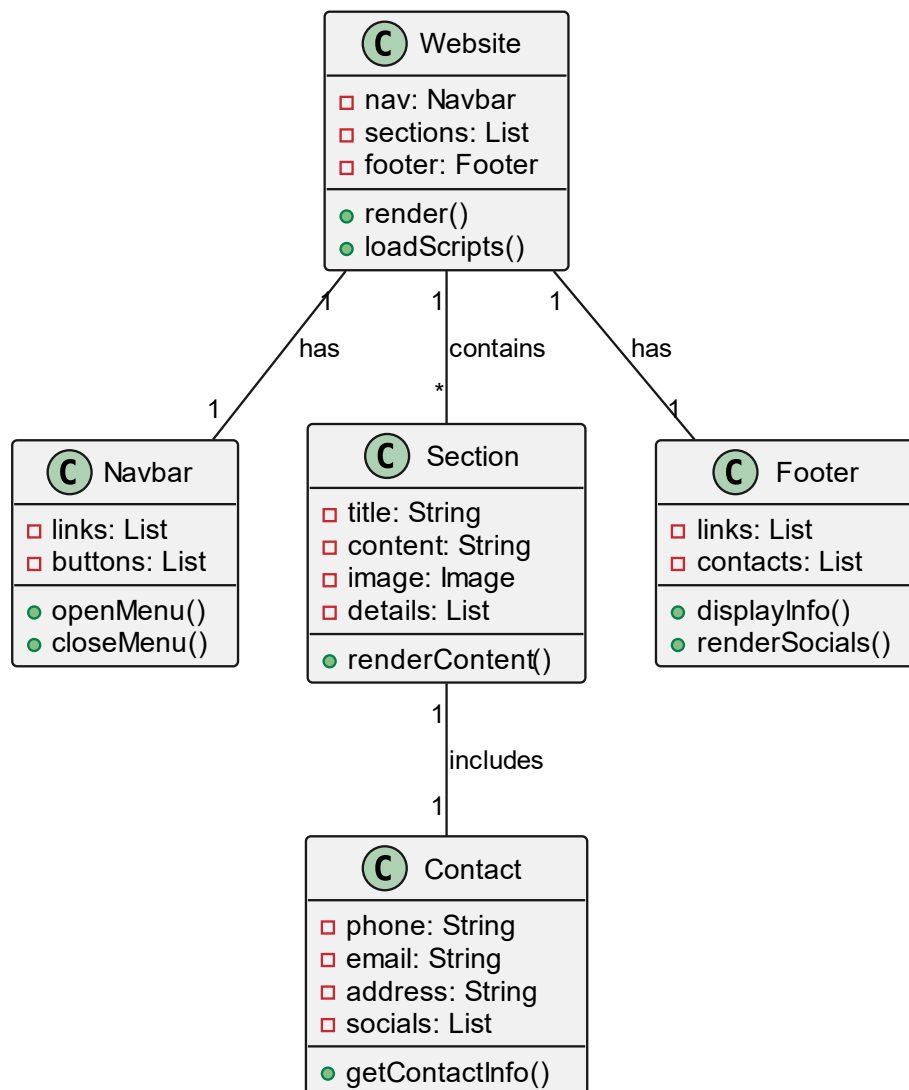 C Website
nav: Navbar
sections: List
footer: Footer
render()
loadScripts()
1 1 1
has contains has
1 * 1
C Navbar
links: List
buttons: List
openMenu()
closeMenu()
C Section
title: String
content: String
image: Image
details: List
renderContent()
C Footer
links: List
contacts: List
displayInfo()
renderSocials()
1
includes
1
C Contact
phone: String
email: String
address: String
socials: List
getContactInfo()